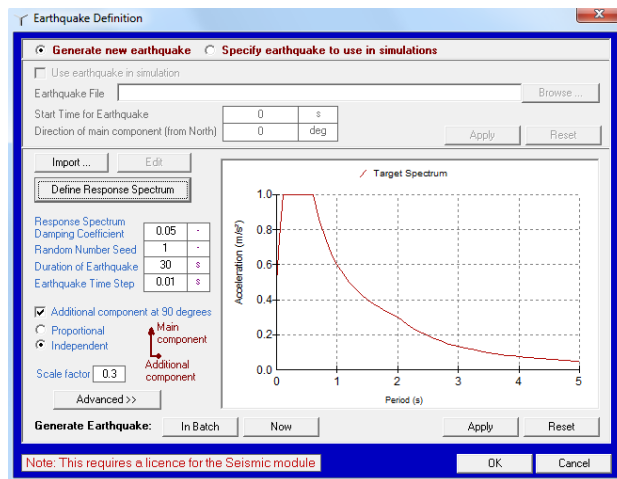 Earthquake Definition
X
Generate new earthquake Specify earthquake to use in simulations
Use earthquake in simulation
Earthquake File Browse ...
Start Time for Earthquake 0 s
Direction of main component (from North) 0 deg Apply Reset
Import ... Edit
Define Response Spectrum
Response Spectrum
Damping Coefficient 0.05 -
Random Number Seed 1 -
Duration of Earthquake 30 s
Earthquake Time Step 0.01 s
Additional component at 90 degrees
Proportional
Independent
Main
component
Additional
component
Scale factor 0.3
Advanced >>
Target Spectrum
Acceleration (m/s²)
1.0
0.8
0.6
0.4
0.2
0.0
0 1 2 3 4 5
Period (s)
Generate Earthquake: In Batch Now Apply Reset
Note: This requires a licence for the Seismic module OK Cancel